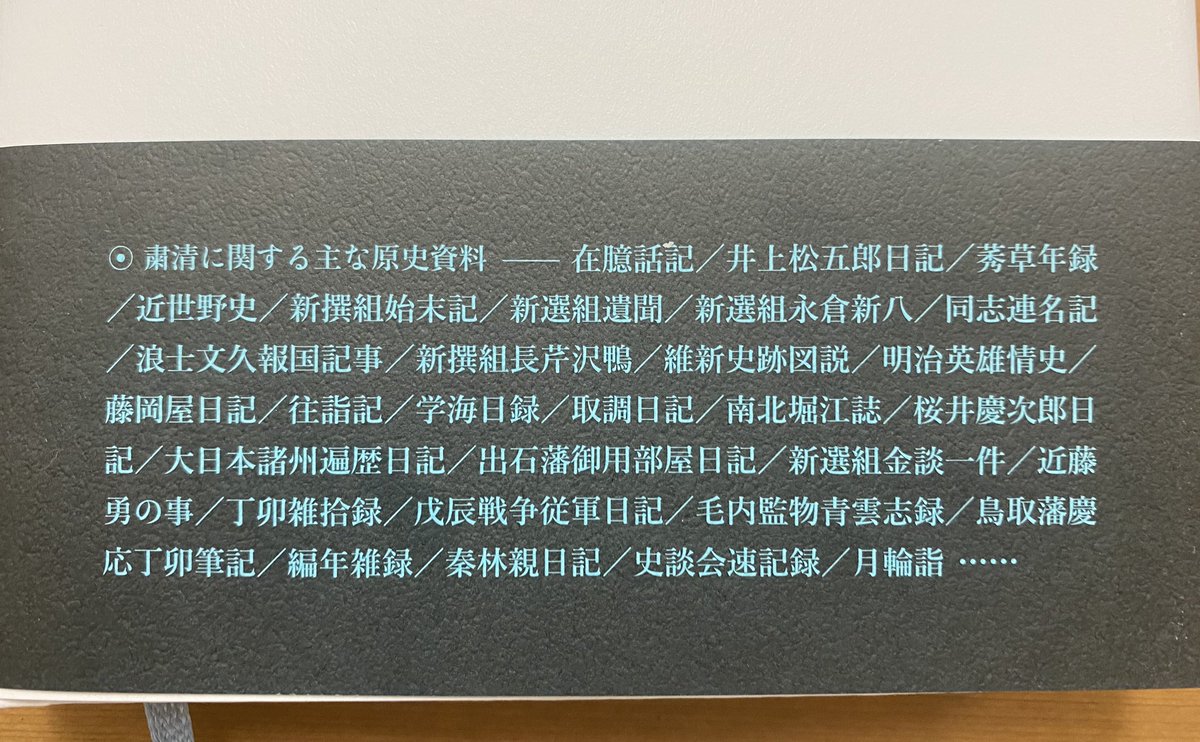 ⦿ 粛清に関する主な原史資料 ―― 在臆話記／井上松五郎日記／莠草年録
／近世野史／新撰組始末記／新選組遺聞／新選組永倉新八／同志連名記
／浪士文久報国記事／新撰組長芹沢鴨／維新史跡図説／明治英雄情史／
藤岡屋日記／往詣記／学海日録／取調日記／南北堀江誌／桜井慶次郎日
記／大日本諸州遍歴日記／出石藩御用部屋日記／新選組金談一件／近藤
勇の事／丁卯雑拾録／戊辰戦争従軍日記／毛内監物青雲志録／鳥取藩慶
応丁卯筆記／編年雑録／秦林親日記／史談会速記録／月輪詣 ……